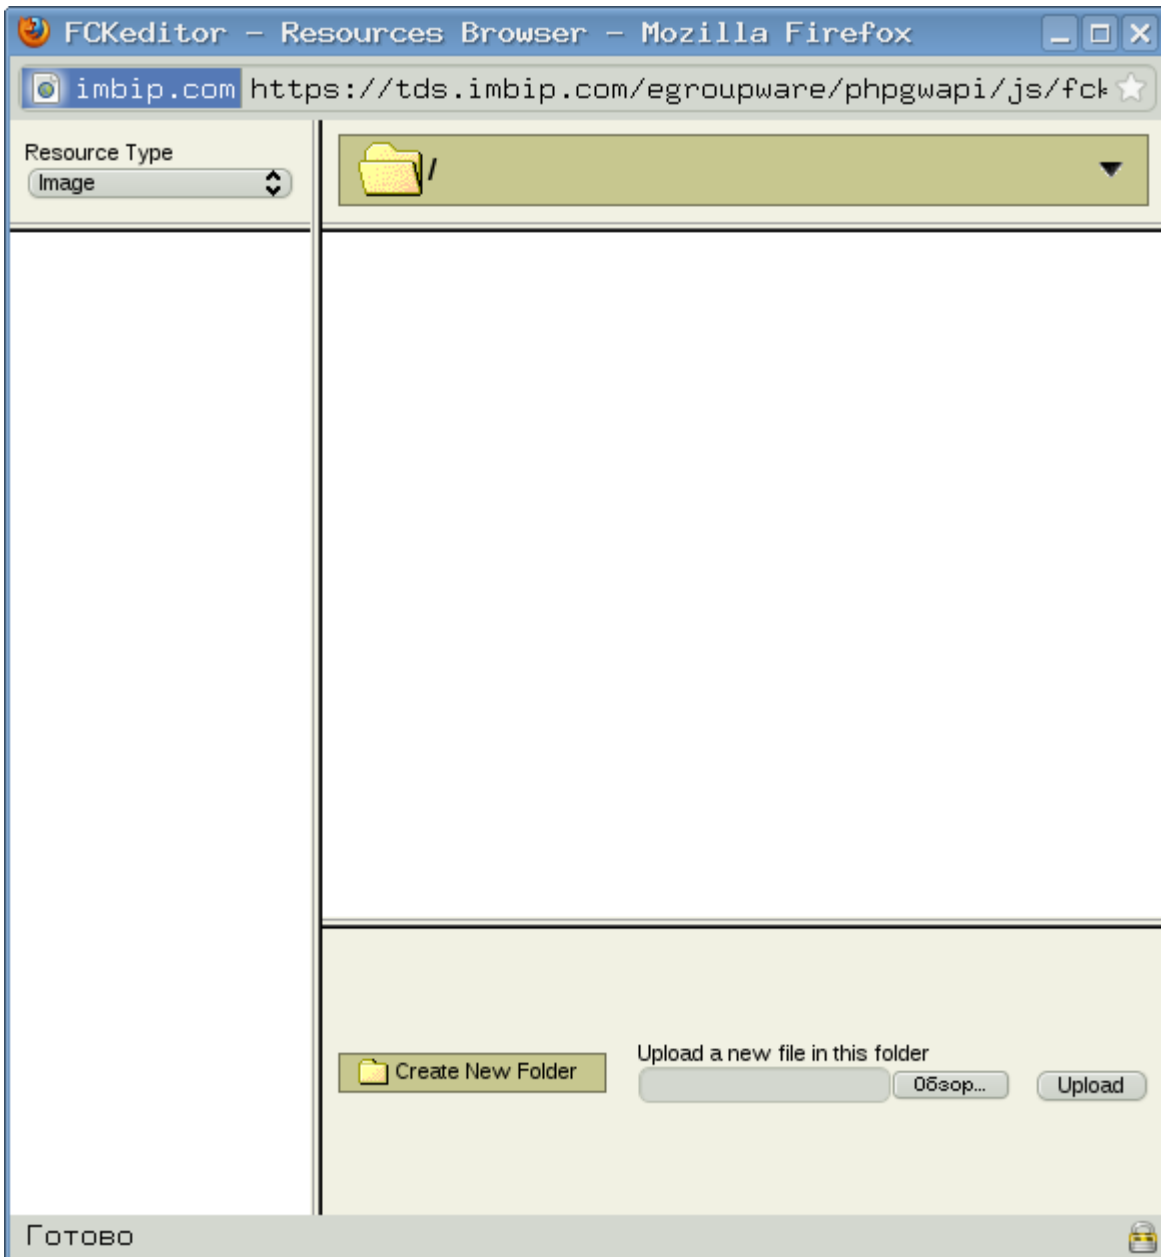 FCKeditor - Resources Browser - Mozilla Firefox
imbip.com https://tds.imbip.com/egroupware/phpgwapi/js/fck
Resource Type
Image
/
Create New Folder
Upload a new file in this folder
Обзор...
Upload
Готово